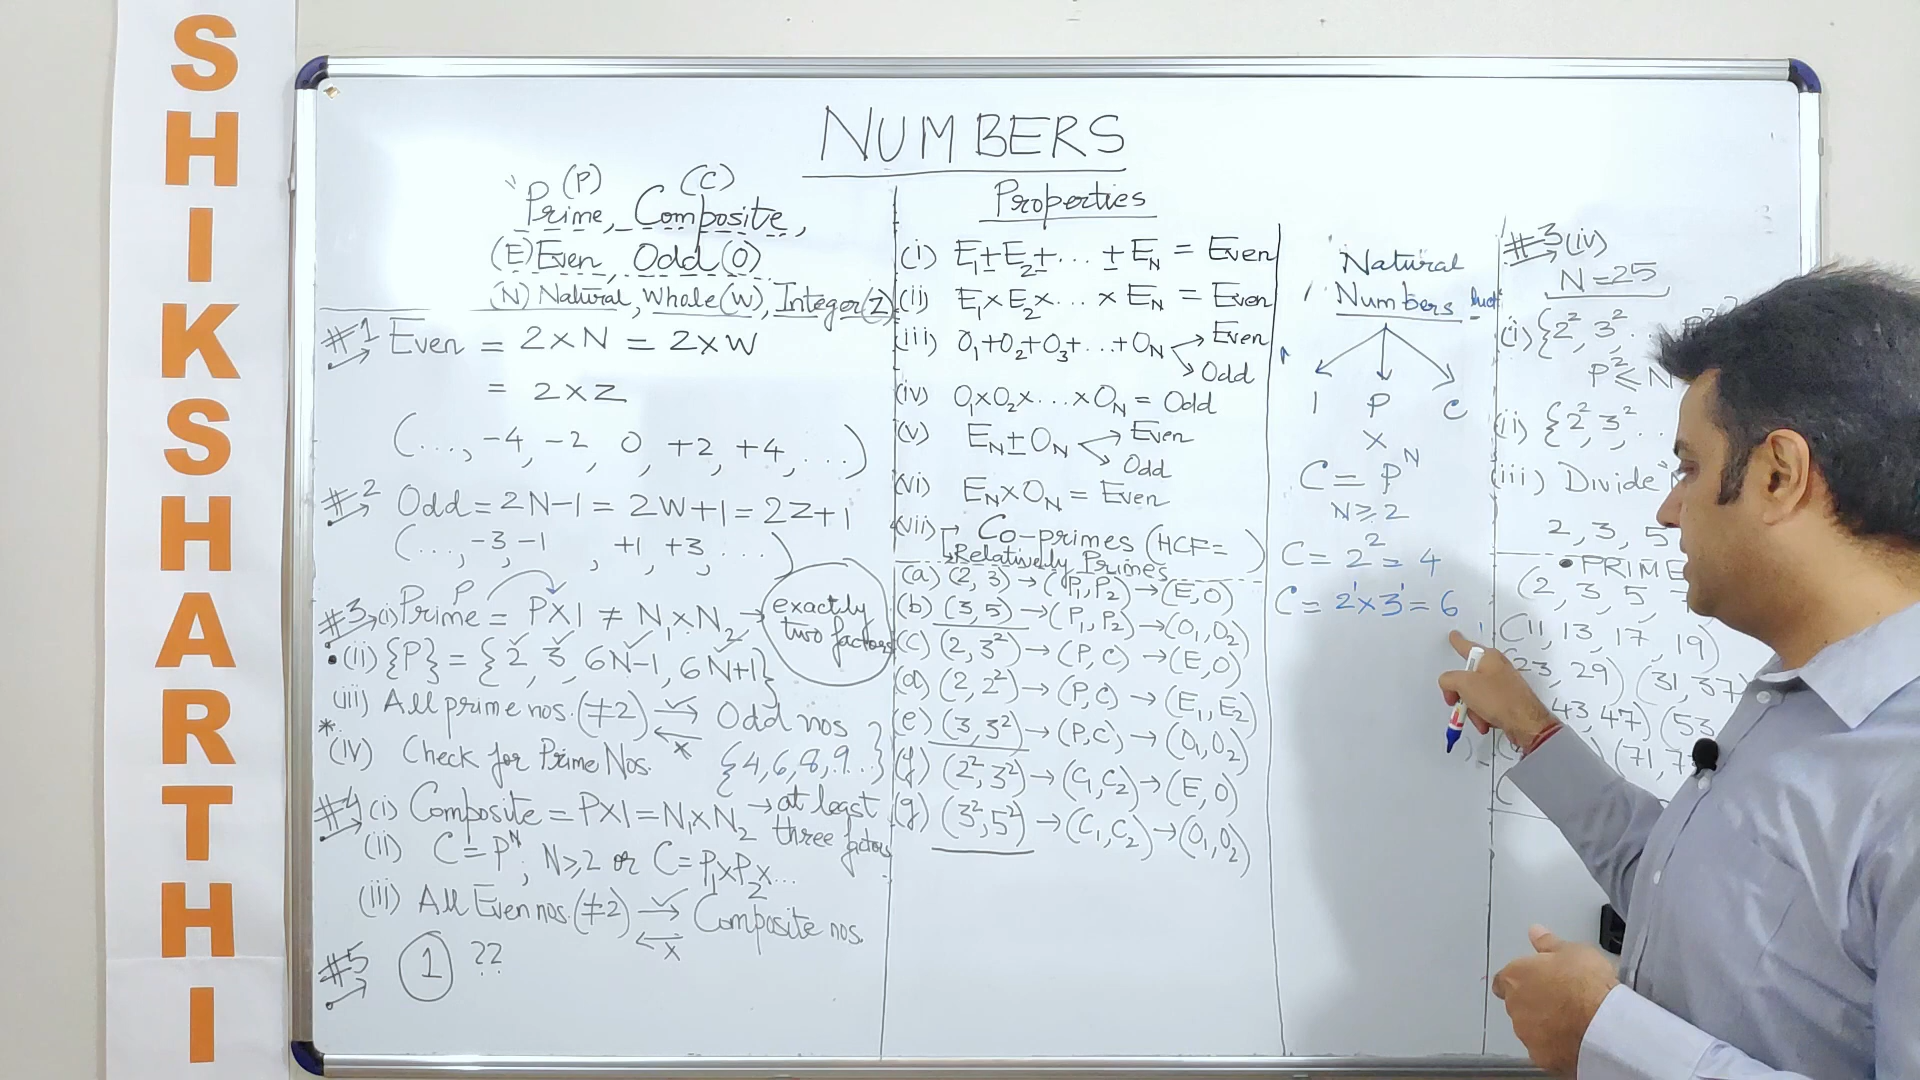 SHIKSHARTHI
NUMBERS
(P) (C)
Prime, Composite,
(E) Even, Odd (O)
(N) Natural, Whole (W), Integer (Z)
#1 Even = 2×N = 2×W
= 2×Z
(..., -4, -2, 0, +2, +4, ...)
#2 Odd = 2N-1 = 2W+1 = 2Z+1
(..., -3, -1, +1, +3, ...)
P
#3 (i) Prime = P×1 ≠ N₁×N₂ → exactly two factors
• (ii) {P} = {2, 3, 6N-1, 6N+1}
(iii) All prime nos. (≠2) ⇄ Odd nos
* (iv) Check for Prime Nos. {4, 6, 8, 9...}
#4 (i) Composite = P×1 = N₁×N₂ → at least three factors
(ii) C = Pᴺ, N≥2 or C = P₁×P₂×...
(iii) All Even nos. (≠2) ⇄ Composite nos.
#5 1 ??
Properties
(i) E₁±E₂±... ±E_N = Even
(ii) E₁×E₂×... ×E_N = Even
(iii) O₁+O₂+O₃+...+O_N → Even
→ Odd
(iv) O₁×O₂×...×O_N = Odd
(v) E_N±O_N → Even
→ Odd
(vi) E_N×O_N = Even
(vii) → Co-primes (HCF= )
→ Relatively Primes
(a) (2, 3) → (P₁, P₂) → (E, O)
(b) (3, 5) → (P₁, P₂) → (O₁, O₂)
(c) (2, 3²) → (P, C) → (E, O)
(d) (2, 2²) → (P, C) → (E₁, E₂)
(e) (3, 3²) → (P, C) → (O₁, O₂)
(f) (2², 3²) → (C₁, C₂) → (E, O)
(g) (3², 5²) → (C₁, C₂) → (O₁, O₂)
Natural
Numbers
1 P C
×
C = Pᴺ
N≥2
C = 2² = 4
C = 2¹×3¹ = 6
#3 (iv)
N = 25
(i) {2², 3²...
P² ≤ N
(ii) {2², 3², ...
(iii) Divide
2, 3, 5
• PRIME
(2, 3, 5,
(11, 13, 17, 19)
(23, 29) (31, 37)
43, 47) (53
(71, 7